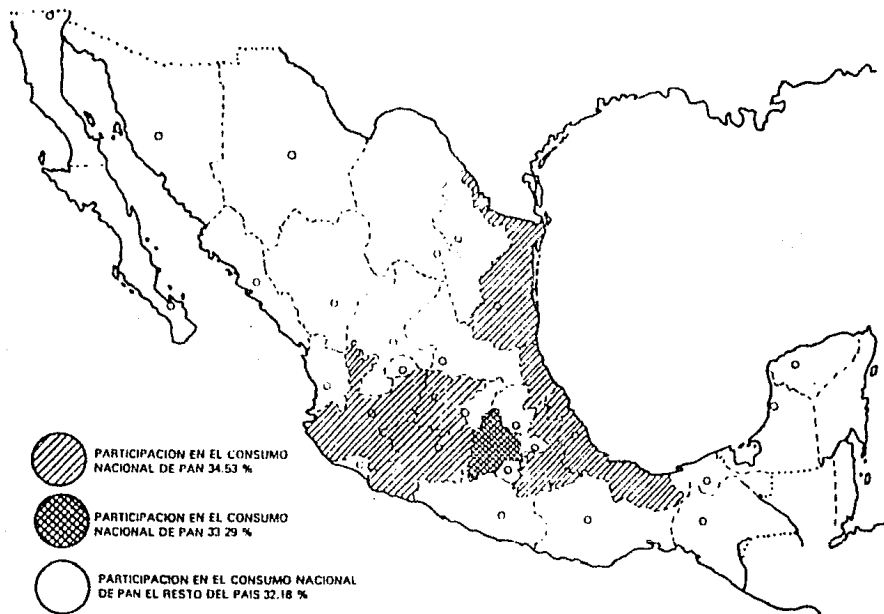 PARTICIPACION EN EL CONSUMO
NACIONAL DE PAN 34.53 %
PARTICIPACION EN EL CONSUMO
NACIONAL DE PAN 33 29 %
PARTICIPACION EN EL CONSUMO NACIONAL
DE PAN EL RESTO DEL PAIS 32.18 %